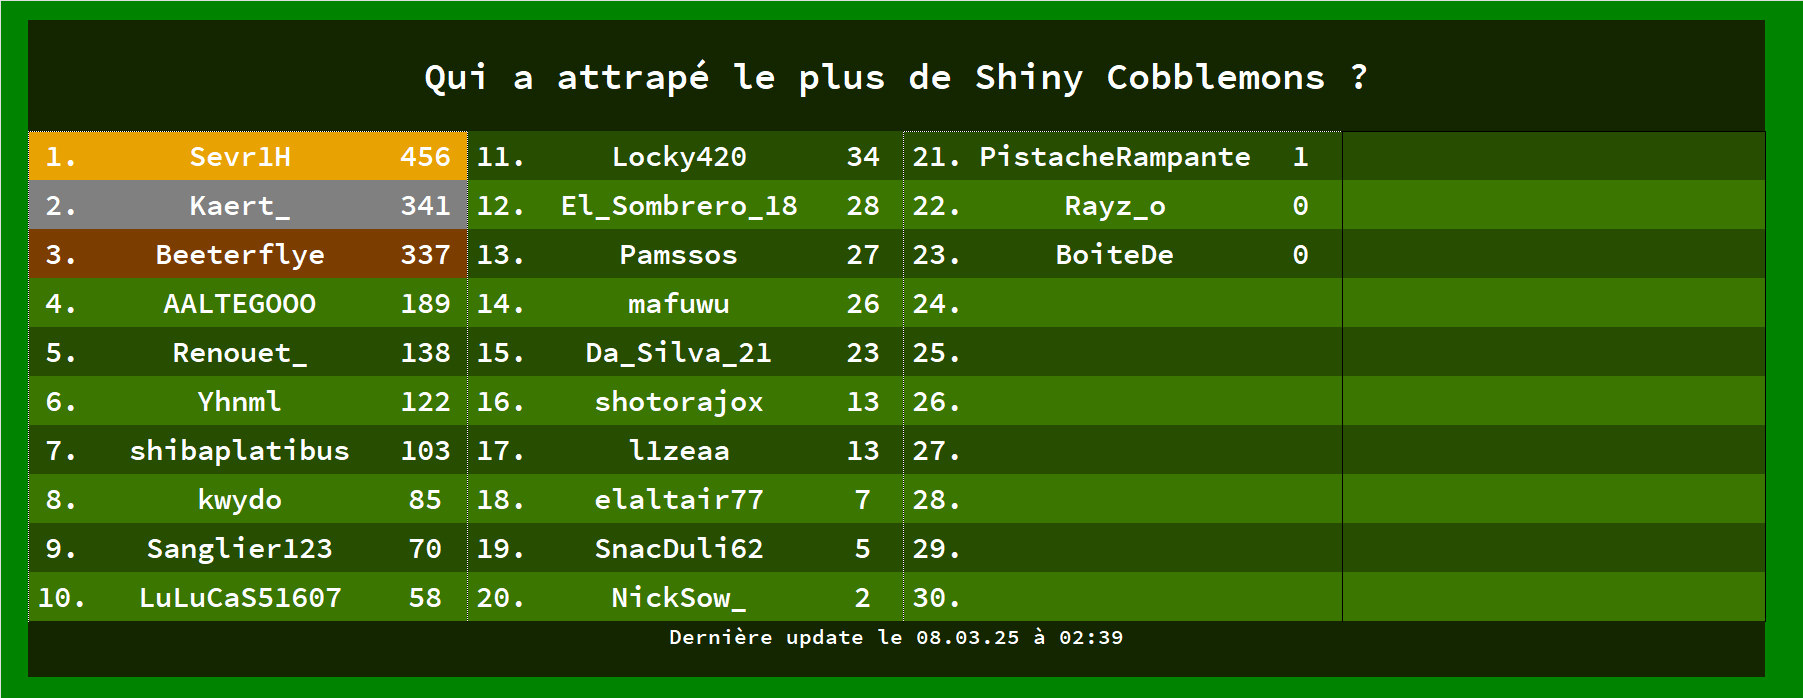 Qui a attrapé le plus de Shiny Cobblemons ?
1. Sevr1H 456
2. Kaert_ 341
3. Beeterflye 337
4. AALTEGOOO 189
5. Renouet_ 138
6. Yhnml 122
7. shibaplatibus 103
8. kwydo 85
9. Sanglier123 70
10. LuLuCaS51607 58
11. Locky420 34
12. El_Sombrero_18 28
13. Pamssos 27
14. mafuwu 26
15. Da_Silva_21 23
16. shotorajox 13
17. l1zeaa 13
18. elaltair77 7
19. SnacDuli62 5
20. NickSow_ 2
21. PistacheRampante 1
22. Rayz_o 0
23. BoiteDe 0
24.
25.
26.
27.
28.
29.
30.
Dernière update le 08.03.25 à 02:39